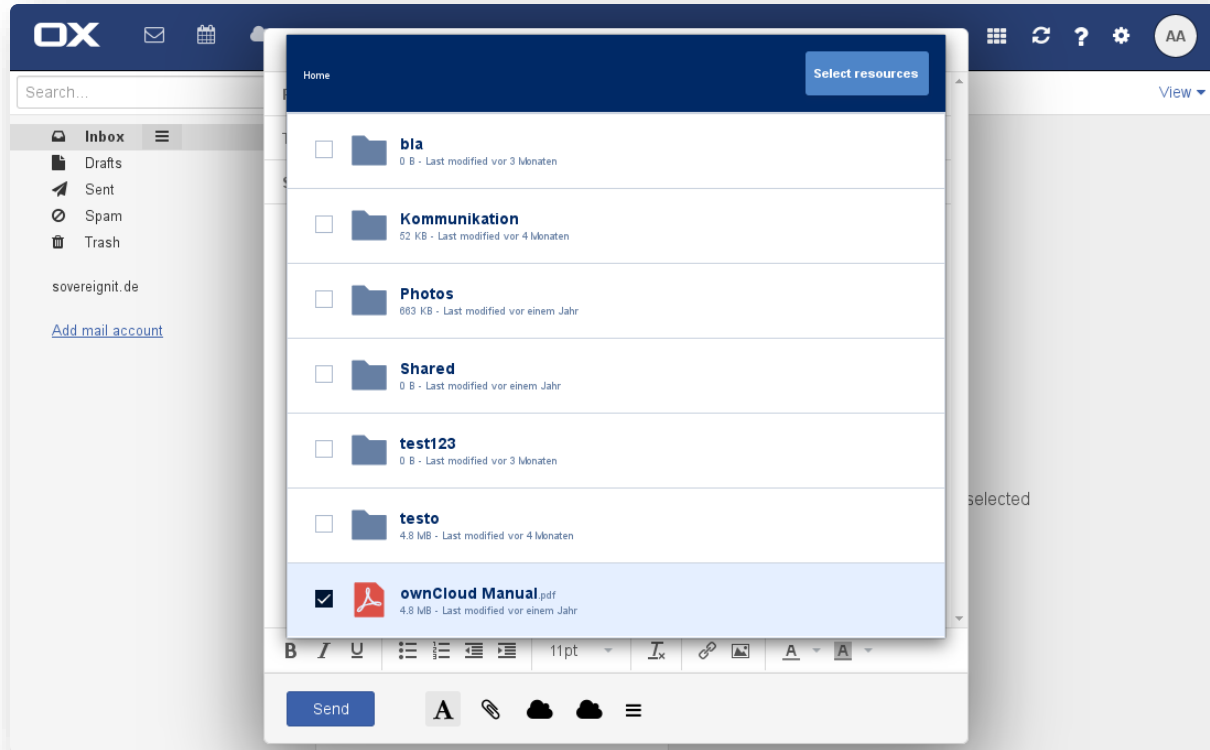 OX
?
AA
Search...
View
Home
Select resources
Inbox
Drafts
Sent
Spam
Trash
sovereignit.de
Add mail account
bla
0 B - Last modified vor 3 Monaten
Kommunikation
52 KB - Last modified vor 4 Monaten
Photos
663 KB - Last modified vor einem Jahr
Shared
0 B - Last modified vor einem Jahr
test123
0 B - Last modified vor 3 Monaten
testo
4.8 MB - Last modified vor 4 Monaten
ownCloud Manual.pdf
4.8 MB - Last modified vor einem Jahr
selected
B I U 11pt Tx A A
Send A